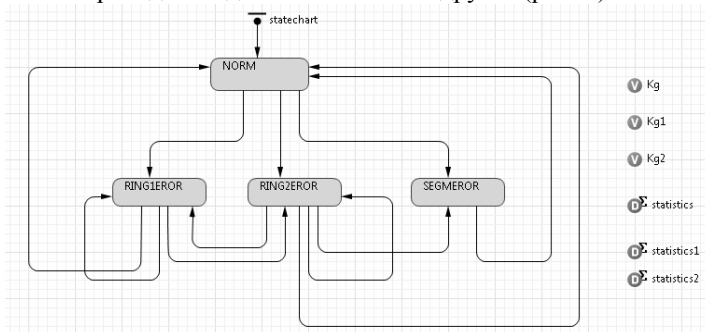 statechart
NORM
RING1EROR
RING2EROR
SEGMEROR
V Kg
V Kg1
V Kg2
D Σ statistics
D Σ statistics1
D Σ statistics2